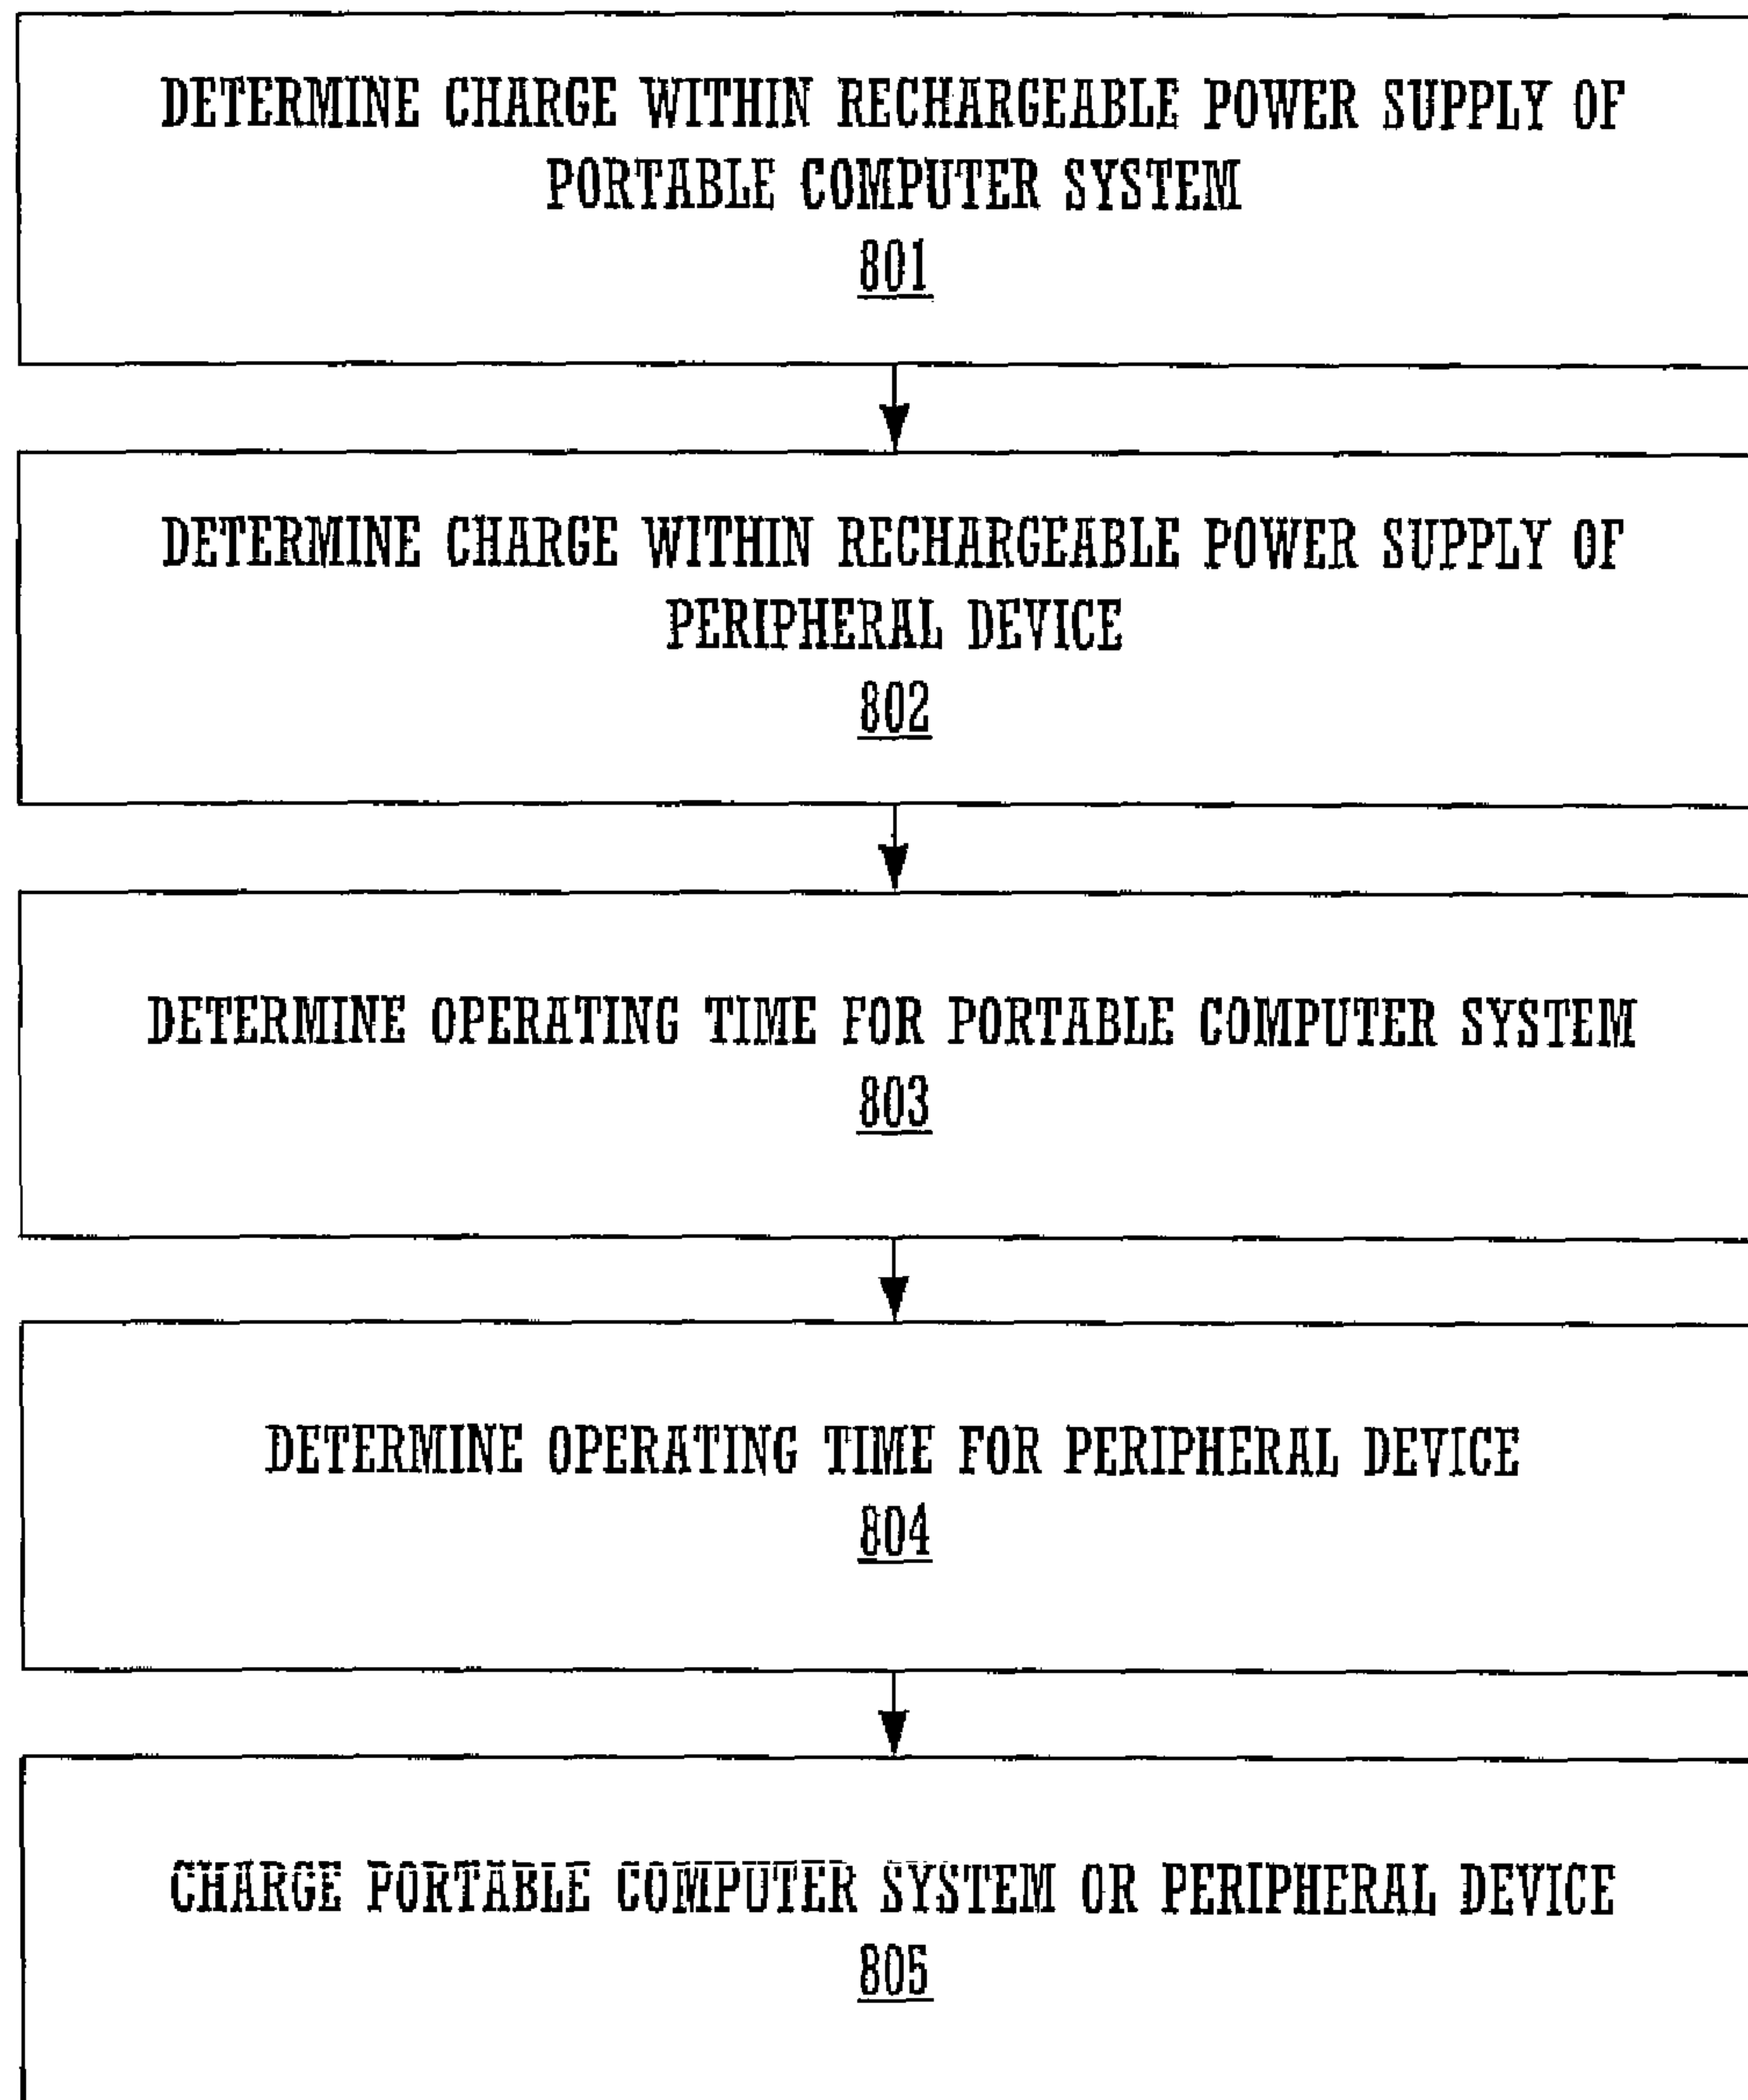 DETERMINE CHARGE WITHIN RECHARGEABLE POWER SUPPLY OF
PORTABLE COMPUTER SYSTEM
801
DETERMINE CHARGE WITHIN RECHARGEABLE POWER SUPPLY OF
PERIPHERAL DEVICE
802
DETERMINE OPERATING TIME FOR PORTABLE COMPUTER SYSTEM
803
DETERMINE OPERATING TIME FOR PERIPHERAL DEVICE
804
CHARGE PORTABLE COMPUTER SYSTEM OR PERIPHERAL DEVICE
805